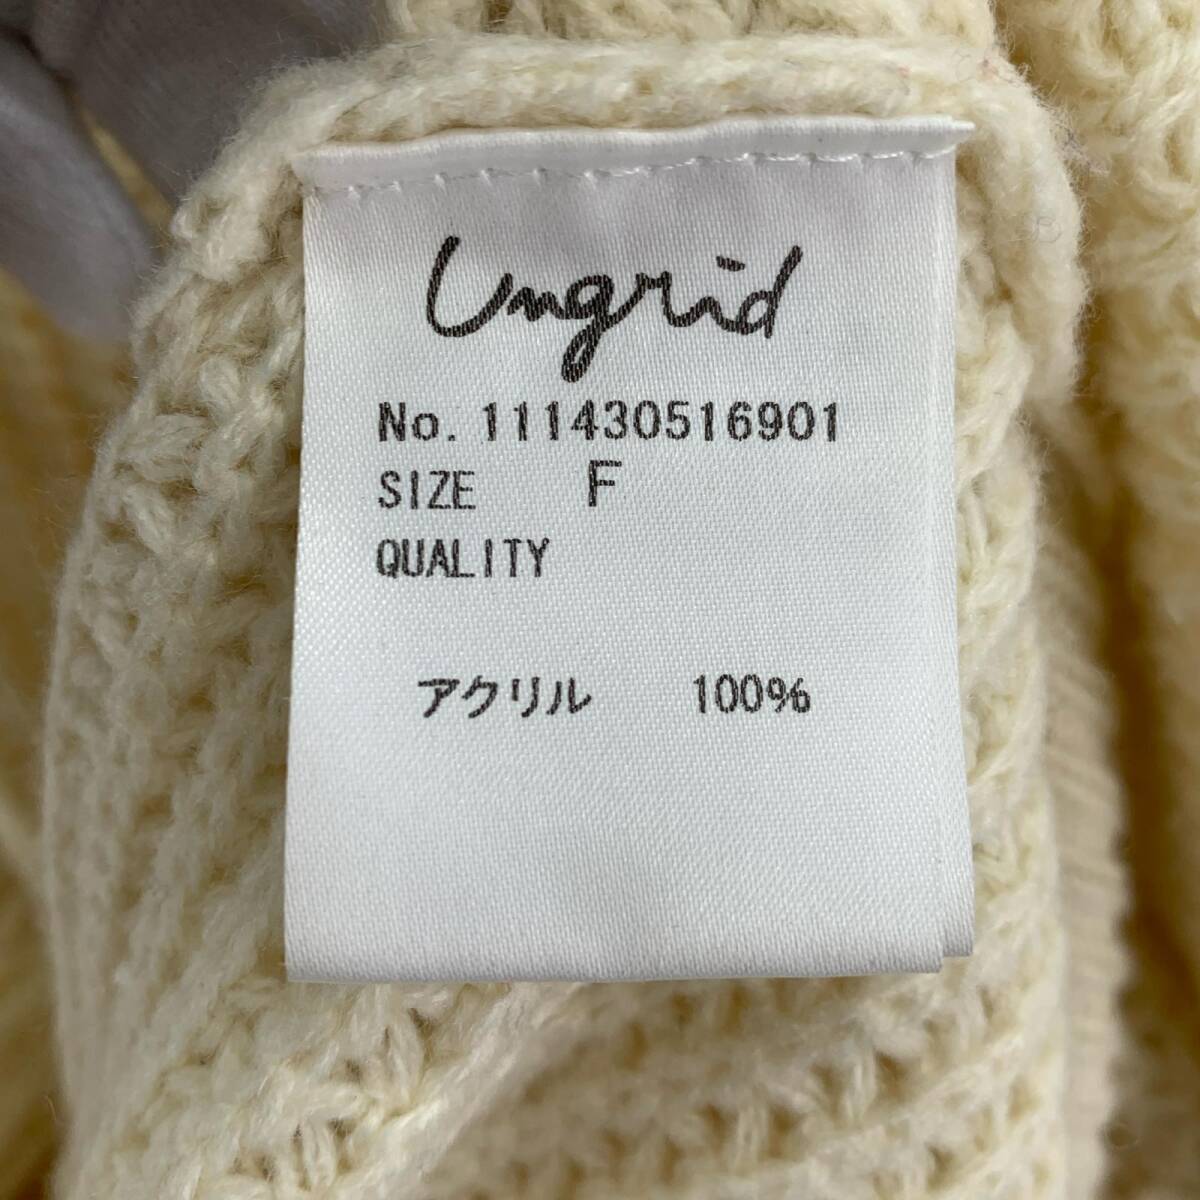 Ungrid
No. 111430516901
SIZE F
QUALITY
アクリル 100%